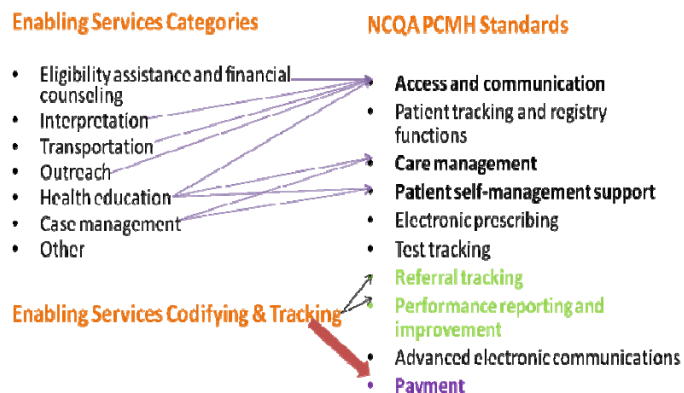 Enabling Services Categories
• Eligibility assistance and financial
counseling
• Interpretation
• Transportation
• Outreach
• Health education
• Case management
• Other
Enabling Services Codifying & Tracking
NCQA PCMH Standards
• Access and communication
• Patient tracking and registry
functions
• Care management
• Patient self-management support
• Electronic prescribing
• Test tracking
• Referral tracking
• Performance reporting and
improvement
• Advanced electronic communications
• Payment